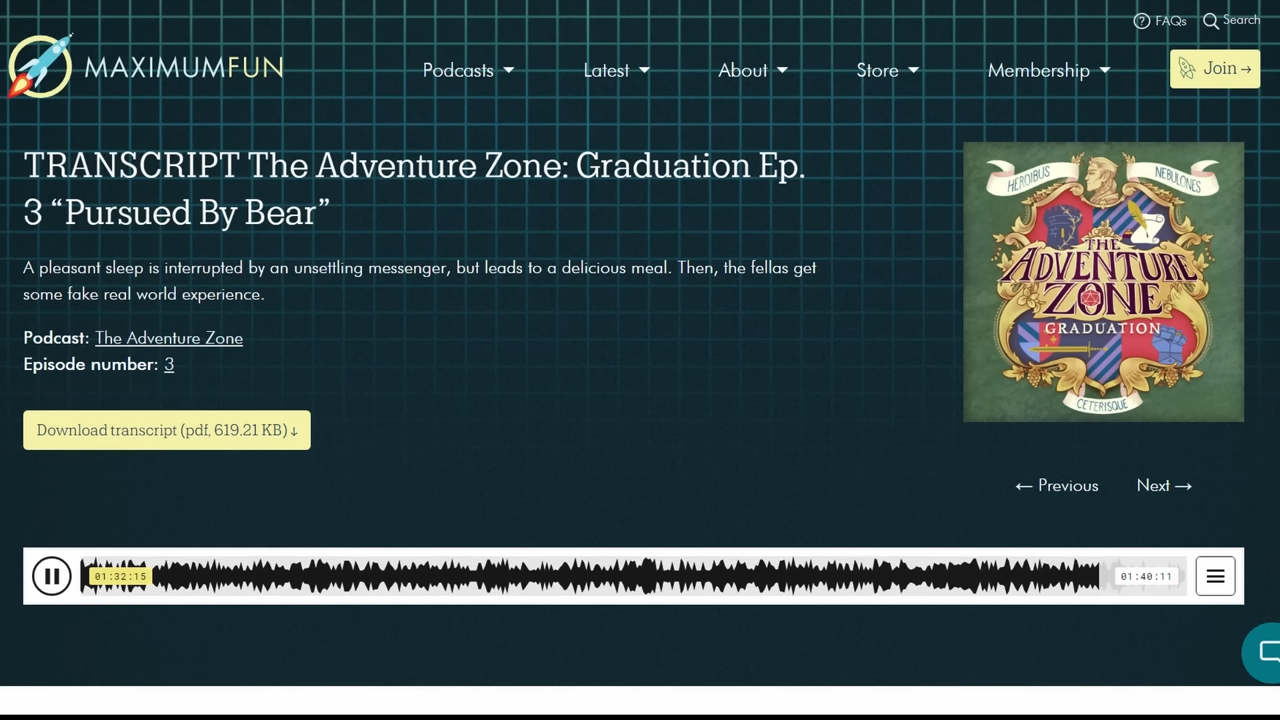 FAQs Search
MAXIMUMFUN Podcasts Latest About Store Membership Join →
TRANSCRIPT The Adventure Zone: Graduation Ep.
3 “Pursued By Bear”
A pleasant sleep is interrupted by an unsettling messenger, but leads to a delicious meal. Then, the fellas get
some fake real world experience.
Podcast: The Adventure Zone
Episode number: 3
Download transcript (pdf, 619.21 KB) ↓
HEROIBUS
NEBULONES
THE
ADVENTURE
ZONE
GRADUATION
CETERISQUE
← Previous Next →
01:32:15 01:40:11